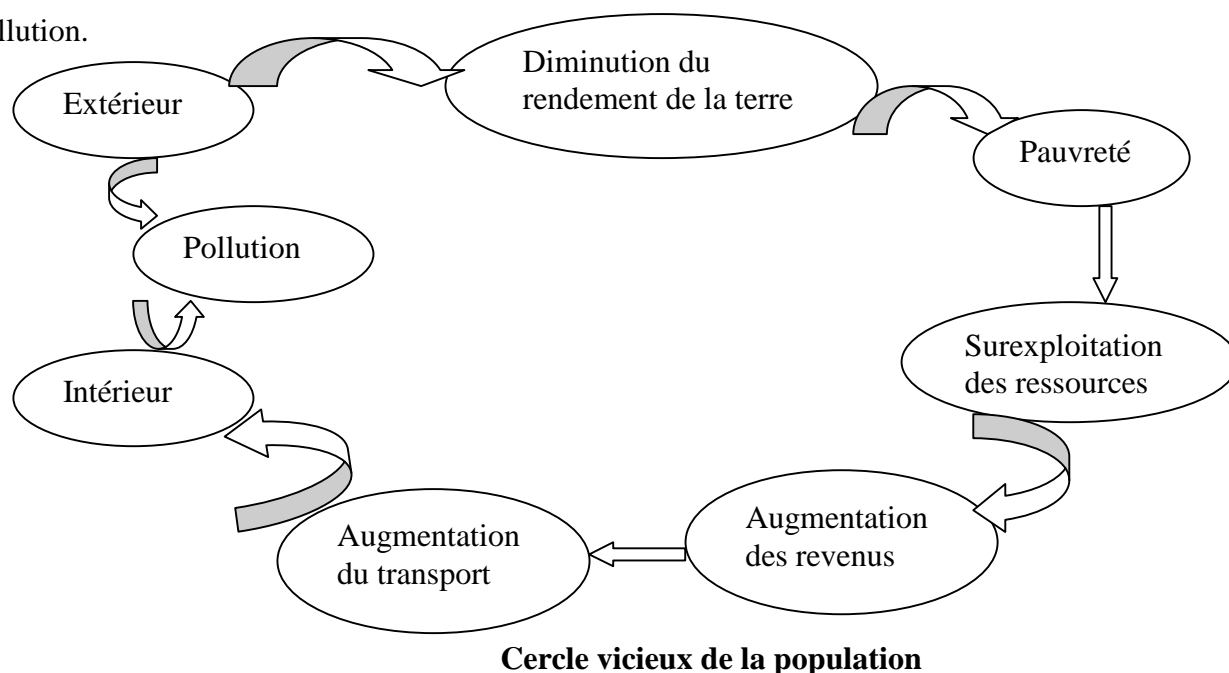 llution.
Extérieur
Diminution du
rendement de la terre
Pauvreté
Pollution
Surexploitation
des ressources
Intérieur
Augmentation
des revenus
Augmentation
du transport
Cercle vicieux de la population